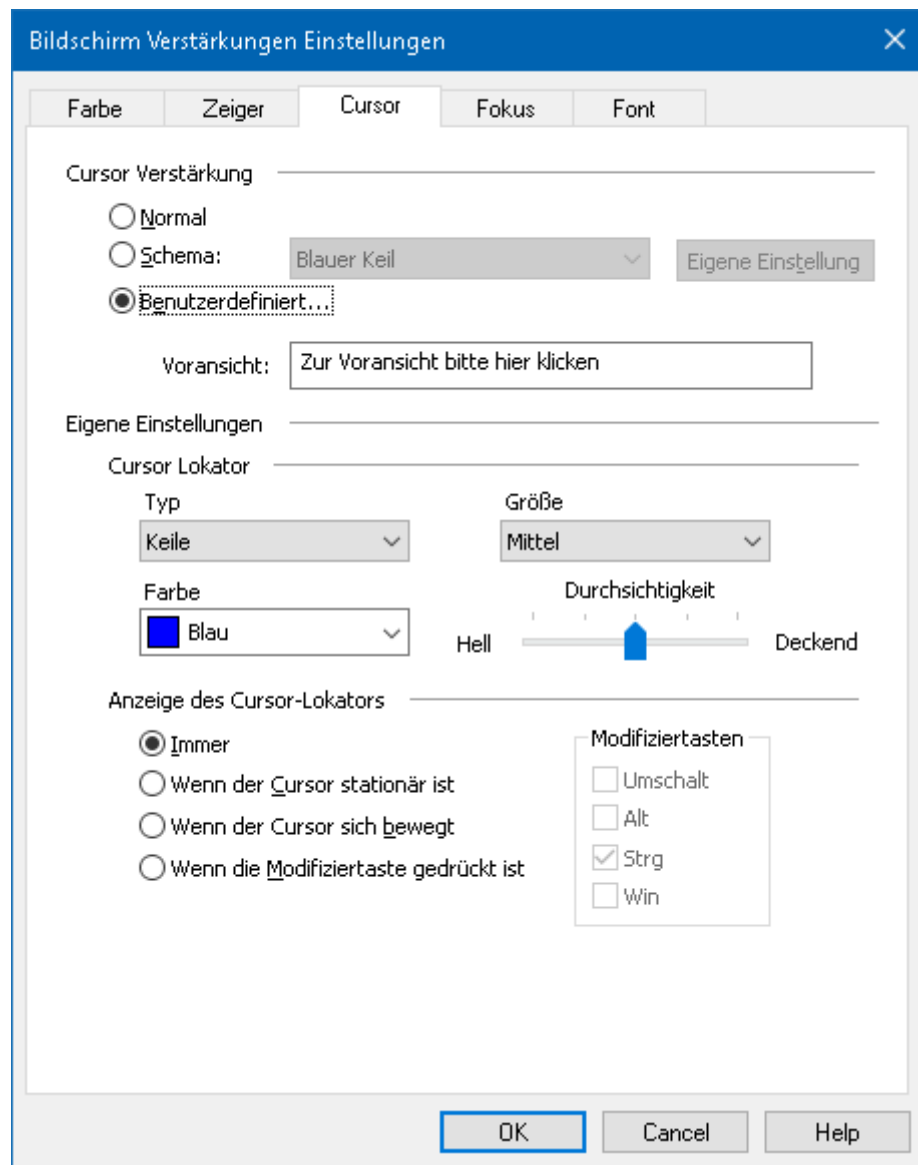 Bildschirm Verstärkungen Einstellungen
Farbe Zeiger Cursor Fokus Font
Cursor Verstärkung
Normal
Schema: Blauer Keil Eigene Einstellung
Benutzerdefiniert...
Voransicht: Zur Voransicht bitte hier klicken
Eigene Einstellungen
Cursor Lokator
Typ Größe
Keile Mittel
Farbe Durchsichtigkeit
Blau Hell Deckend
Anzeige des Cursor-Lokators
Immer Modifiziertasten
Wenn der Cursor stationär ist Umschalt
Wenn der Cursor sich bewegt Alt
Wenn die Modifiziertaste gedrückt ist Strg
Win
OK Cancel Help